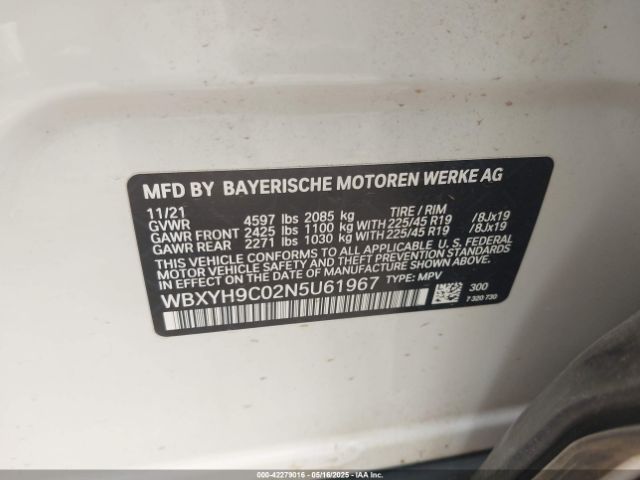 MFD BY BAYERISCHE MOTOREN WERKE AG
11/21
GVWR 4597 lbs 2085 kg TIRE / RIM
GAWR FRONT 2425 lbs 1100 kg WITH 225/45 R19 /8Jx19
GAWR REAR 2271 lbs 1030 kg WITH 225/45 R19 /8Jx19
THIS VEHICLE CONFORMS TO ALL APPLICABLE U.S. FEDERAL
MOTOR VEHICLE SAFETY, BUMPER, AND THEFT PREVENTION STANDARDS
IN EFFECT ON THE DATE OF MANUFACTURE SHOWN ABOVE.
WBXYH9C02N5U61967 TYPE: MPV
300
7 320 730
000-42279016 - 05/16/2025 - IAAI.COM